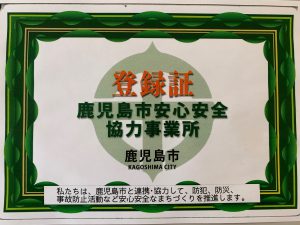 登録証
鹿児島市安心安全
協力事業所
鹿児島市
KAGOSHIMA CITY
私たちは、鹿児島市と連携・協力して、防犯、防災、
事故防止活動など安心安全なまちづくりを推進します。